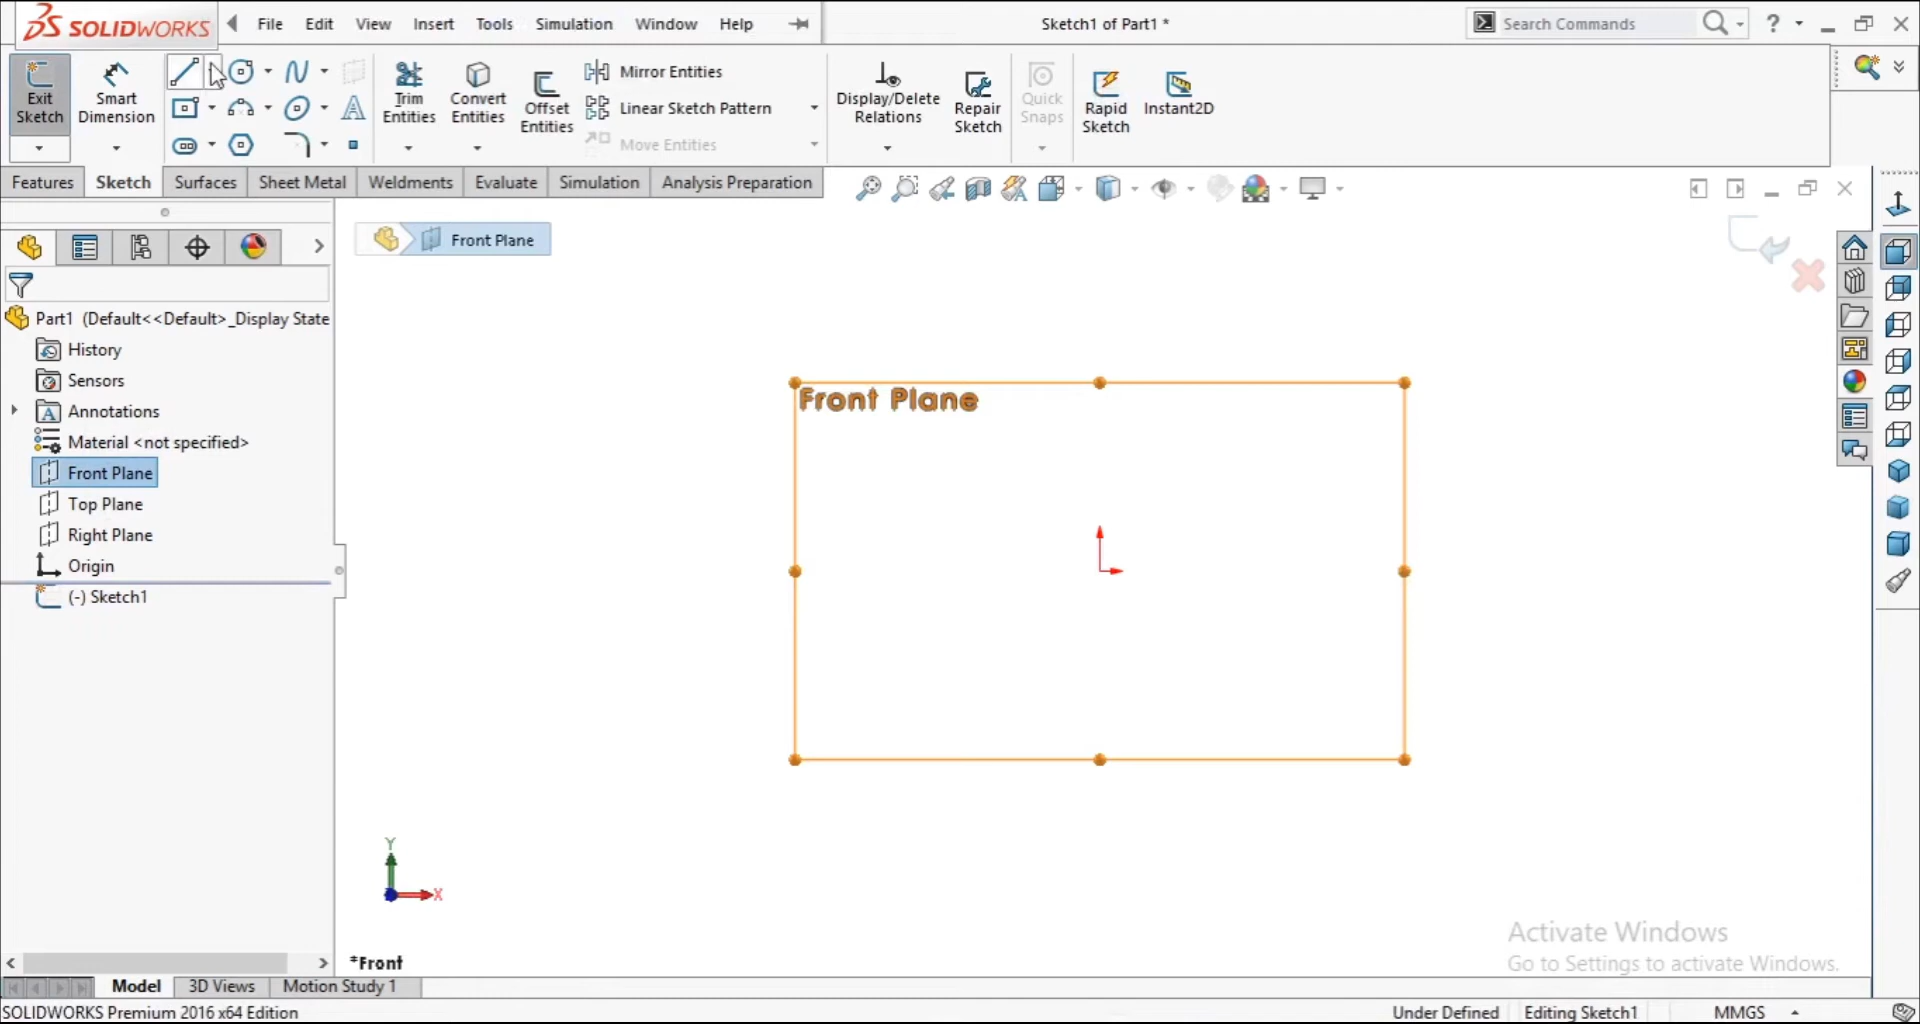 SOLIDWORKS File Edit View Insert Tools Simulation Window Help Sketch1 of Part1 * Search Commands ?
Exit Sketch
Smart Dimension
Trim Entities
Convert Entities
Offset Entities
Mirror Entities
Linear Sketch Pattern
Move Entities
Display/Delete Relations
Repair Sketch
Quick Snaps
Rapid Sketch
Instant2D
Features Sketch Surfaces Sheet Metal Weldments Evaluate Simulation Analysis Preparation
Front Plane
Part1 (Default<<Default>_Display State
History
Sensors
Annotations
Material <not specified>
Front Plane
Top Plane
Right Plane
Origin
(-) Sketch1
Front Plane
Y
X
*Front
Activate Windows
Go to Settings to activate Windows.
Model 3D Views Motion Study 1
SOLIDWORKS Premium 2016 x64 Edition Under Defined Editing Sketch1 MMGS